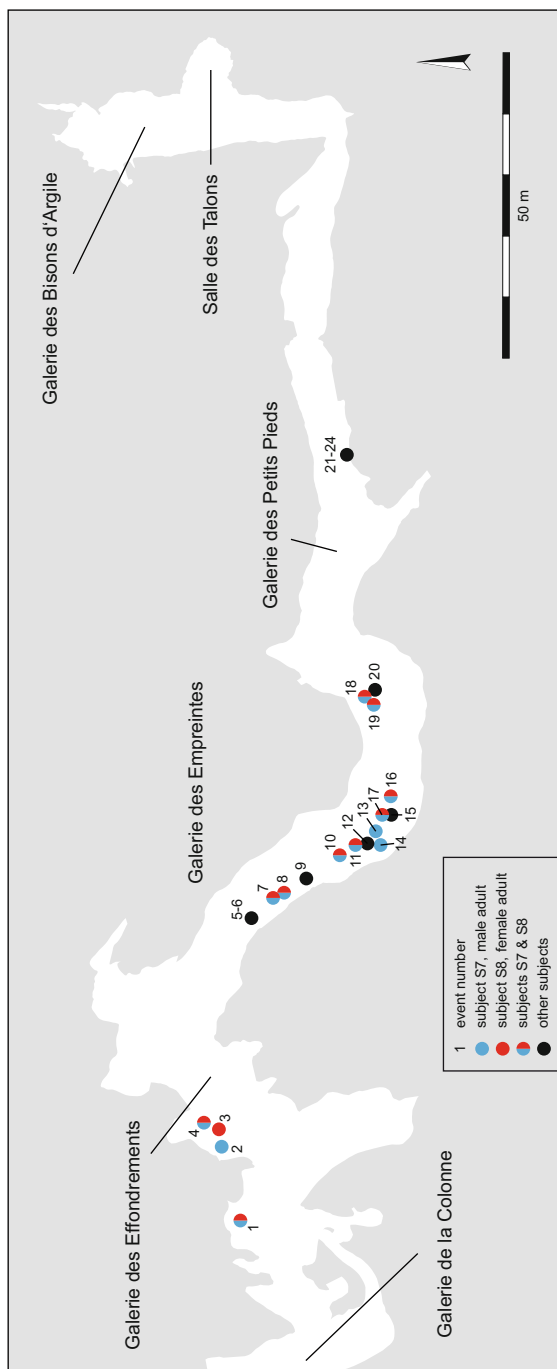 Galerie des Bisons d'Argile
Salle des Talons
50 m
Galerie des Petits Pieds
21-24
Galerie des Empreintes
18
19
20
16
17
15
13
14
12
11
10
9
8
7
5-6
Galerie des Effondrements
4
3
2
1
Galerie de la Colonne
1 event number
subject S7, male adult
subject S8, female adult
subjects S7 & S8
other subjects